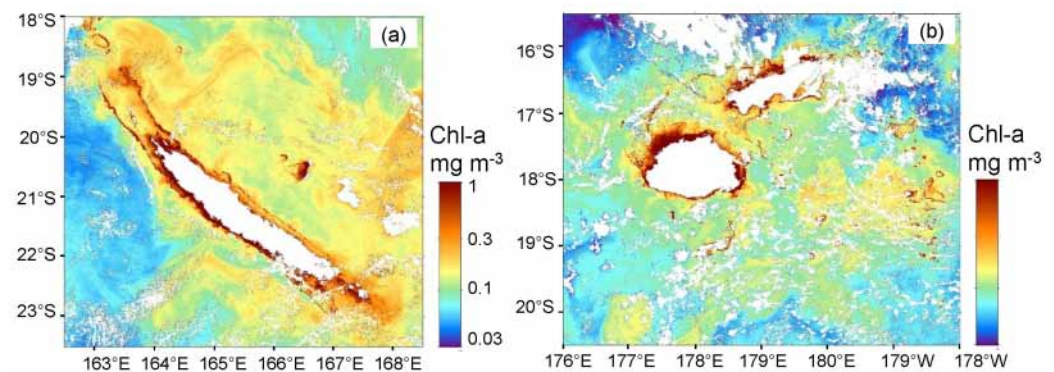 (a)
18°S
19°S
20°S
21°S
22°S
23°S
163°E 164°E 165°E 166°E 167°E 168°E
Chl-a
mg m-3
1
0.3
0.1
0.03
(b)
16°S
17°S
18°S
19°S
20°S
176°E 177°E 178°E 179°E 180°E 179°W 178°W
Chl-a
mg m-3